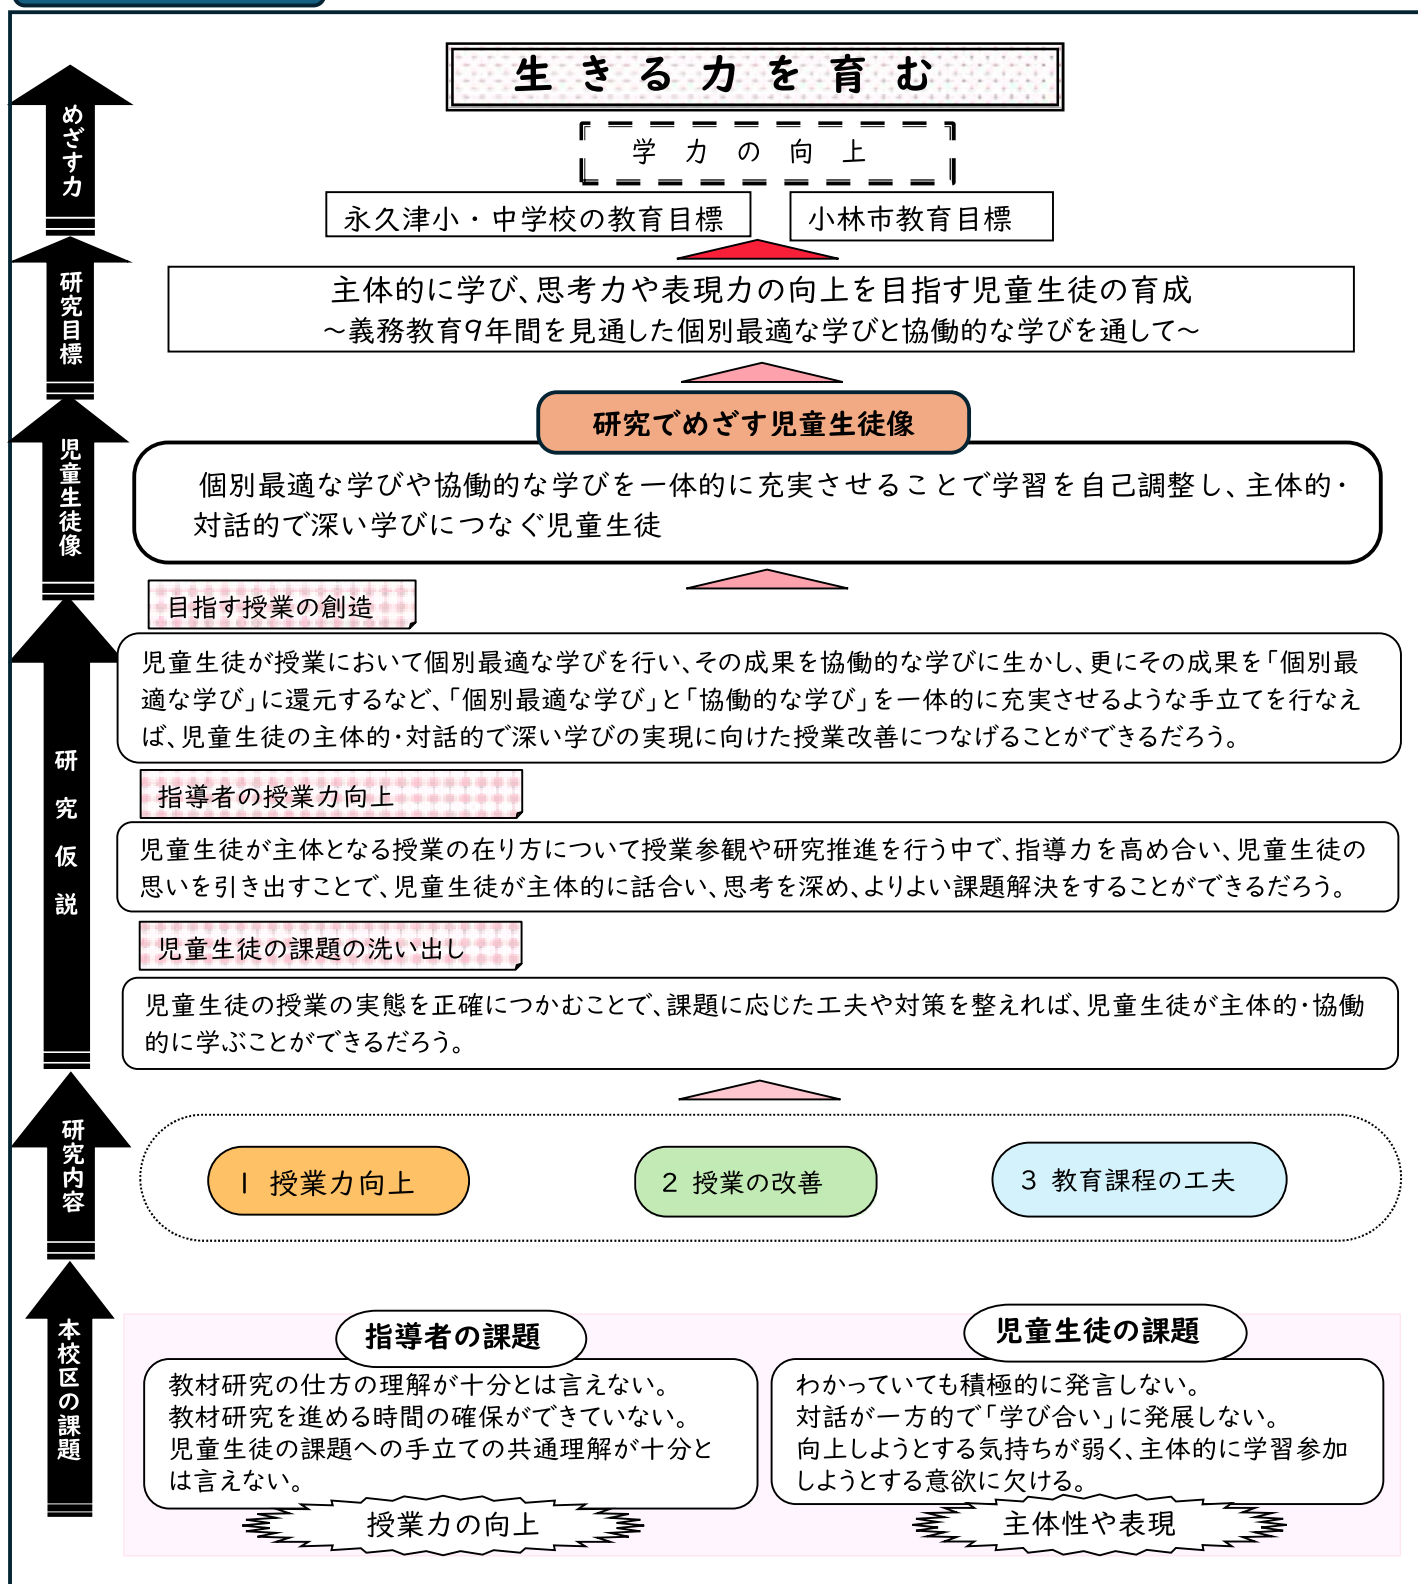 生きる力を育む
学力の向上
永久津小・中学校の教育目標
小林市教育目標
めざす力
主体的に学び、思考力や表現力の向上を目指す児童生徒の育成
～義務教育9年間を見通した個別最適な学びと協働的な学びを通して～
研究目標
研究でめざす児童生徒像
個別最適な学びや協働的な学びを一体的に充実させることで学習を自己調整し、主体的・
対話的で深い学びにつなぐ児童生徒
児童生徒像
目指す授業の創造
児童生徒が授業において個別最適な学びを行い、その成果を協働的な学びに生かし、更にその成果を「個別最
適な学び」に還元するなど、「個別最適な学び」と「協働的な学び」を一体的に充実させるような手立てを行なえ
ば、児童生徒の主体的・対話的で深い学びの実現に向けた授業改善につなげることができるだろう。
指導者の授業力向上
児童生徒が主体となる授業の在り方について授業参観や研究推進を行う中で、指導力を高め合い、児童生徒の
思いを引き出すことで、児童生徒が主体的に話合い、思考を深め、よりよい課題解決をすることができるだろう。
児童生徒の課題の洗い出し
児童生徒の授業の実態を正確につかむことで、課題に応じた工夫や対策を整えれば、児童生徒が主体的・協働
的に学ぶことができるだろう。
研究仮説
研究内容
1 授業力向上
2 授業の改善
3 教育課程の工夫
本校区の課題
指導者の課題
教材研究の仕方の理解が十分とは言えない。
教材研究を進める時間の確保ができていない。
児童生徒の課題への手立ての共通理解が十分と
は言えない。
授業力の向上
児童生徒の課題
わかっていても積極的に発言しない。
対話が一方的で「学び合い」に発展しない。
向上しようとする気持ちが弱く、主体的に学習参加
しようとする意欲に欠ける。
主体性や表現